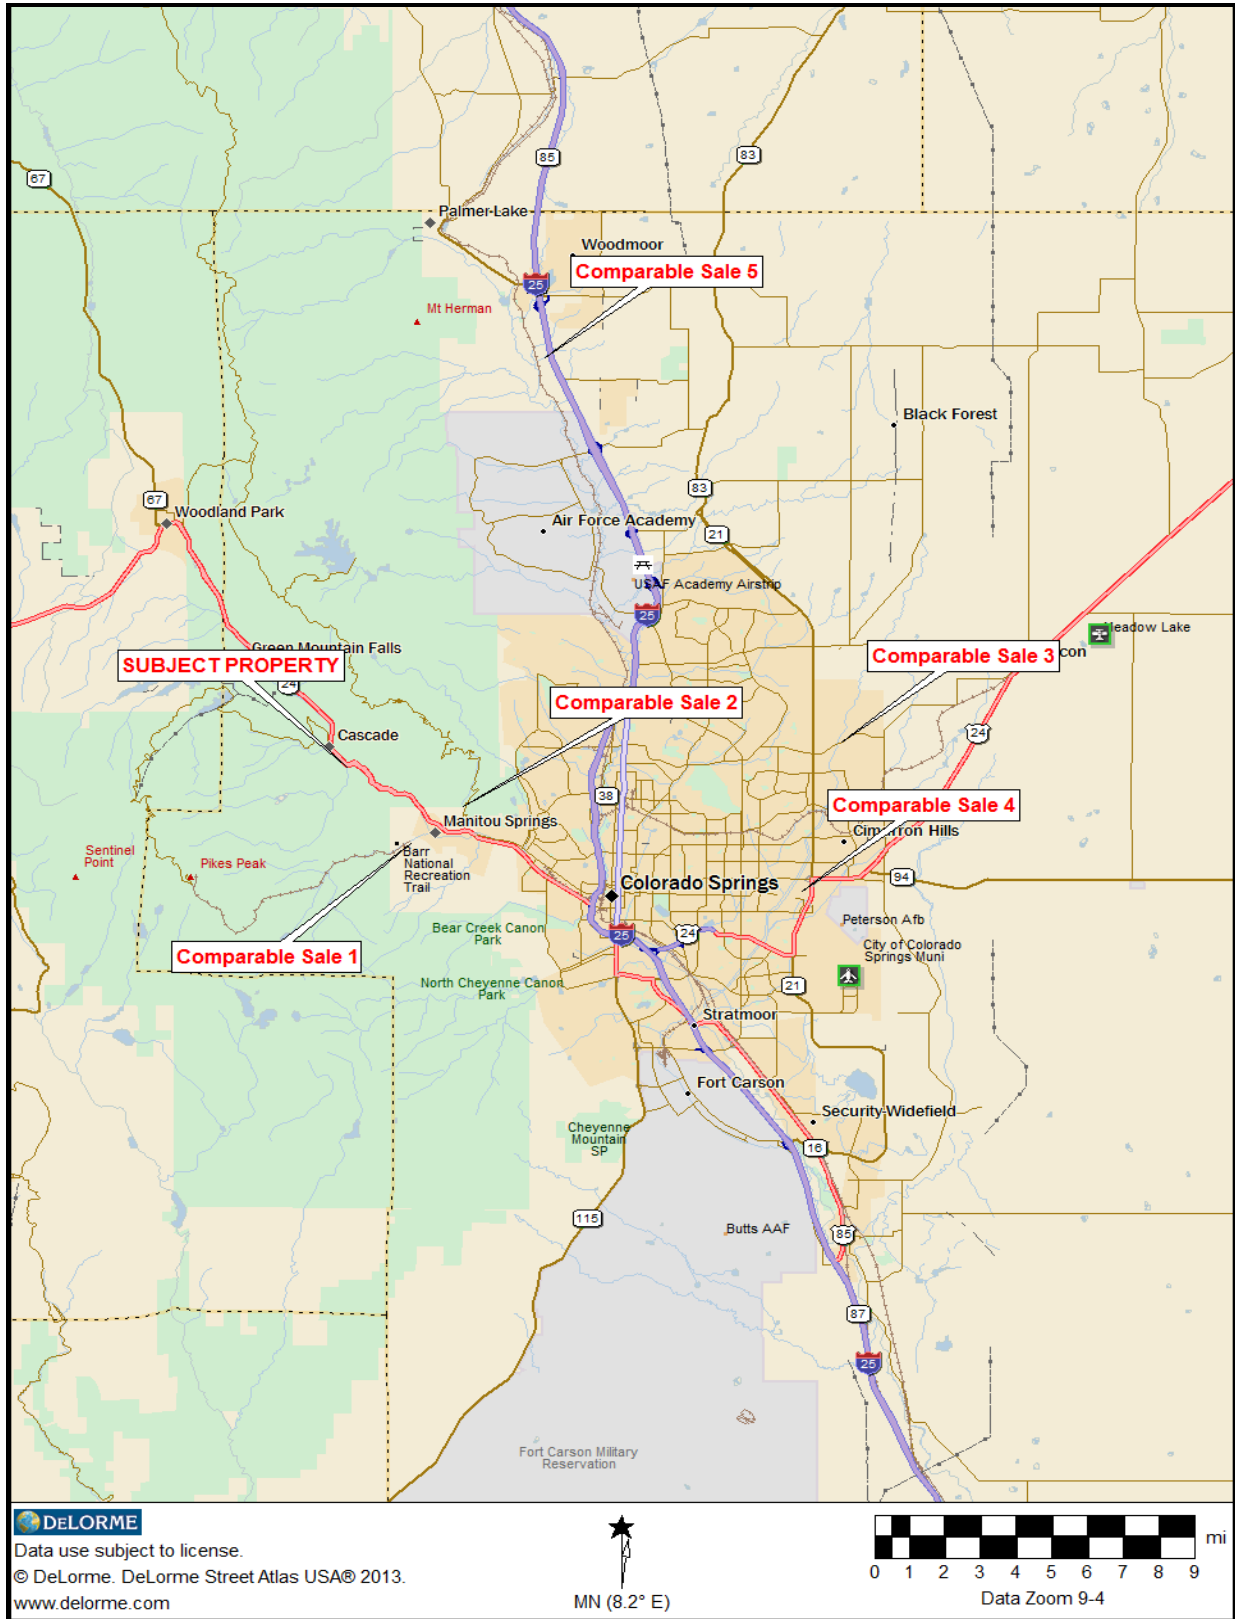 85
83
67
Palmer Lake
Woodmoor
Comparable Sale 5
25
Mt Herman
Black Forest
67
Woodland Park
83
Air Force Academy
21
USAF Academy Airstrip
25
Meadow Lake
Green Mountain Falls
SUBJECT PROPERTY
Comparable Sale 3
24
Comparable Sale 2
Cascade
24
38
Comparable Sale 4
Manitou Springs
Cimarron Hills
Sentinel
Point
Pikes Peak
Barr
National
Recreation
Trail
Colorado Springs
94
Bear Creek Canon
Park
25
24
Peterson Afb
City of Colorado
Springs Muni
Comparable Sale 1
North Cheyenne Canon
Park
21
Stratmoor
Fort Carson
Security-Widefield
Cheyenne
Mountain
SP
16
115
Butts AAF
85
87
25
Fort Carson Military
Reservation
DELORME
Data use subject to license.
© DeLorme. DeLorme Street Atlas USA® 2013.
www.delorme.com
MN (8.2° E)
mi
0 1 2 3 4 5 6 7 8 9
Data Zoom 9-4